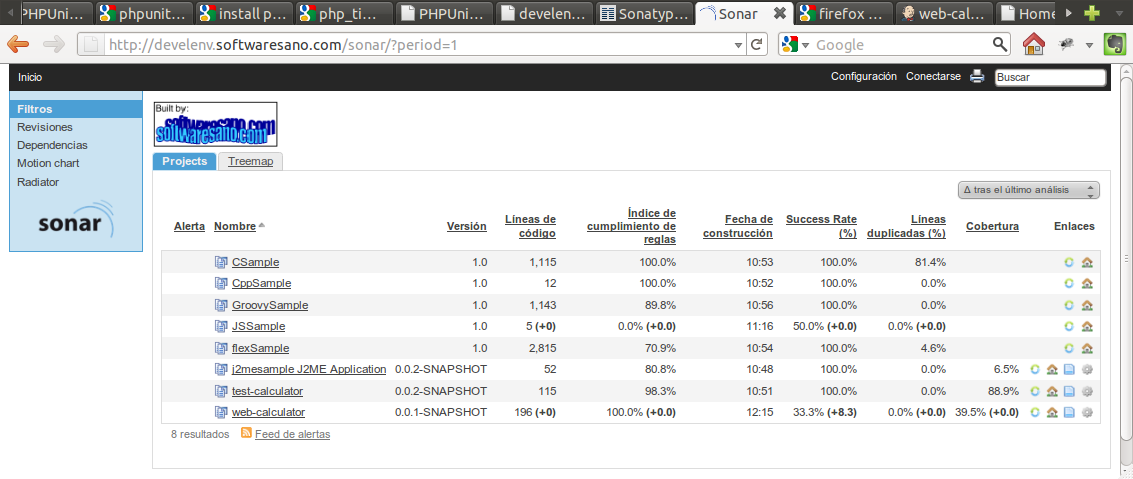 PHPUni...
phpunit...
install p...
php_ti...
PHPUni...
develen...
Sonatyp...
Sonar
firefox ...
web-cal...
Home
http://develenv.softwaresano.com/sonar/?period=1
Google
Inicio
Configuración Conectarse Buscar
Filtros
Revisiones
Dependencias
Motion chart
Radiator
sonar
Built by:
softwaresano.com
softwaresano.com
Projects Treemap
Δ tras el último análisis
Alerta Nombre Versión Líneas de código Índice de cumplimiento de reglas Fecha de construcción Success Rate (%) Líneas duplicadas (%) Cobertura Enlaces
CSample 1.0 1,115 100.0% 10:53 100.0% 81.4%
CppSample 1.0 12 100.0% 10:52 100.0% 0.0%
GroovySample 1.0 1,143 89.8% 10:56 100.0% 0.0%
JSSample 1.0 5 (+0) 0.0% (+0.0) 11:16 50.0% (+0.0) 0.0% (+0.0)
flexSample 1.0 2,815 70.9% 10:54 100.0% 4.6%
j2mesample J2ME Application 0.0.2-SNAPSHOT 52 80.8% 10:48 100.0% 0.0% 6.5%
test-calculator 0.0.2-SNAPSHOT 115 98.3% 10:51 100.0% 0.0% 88.9%
web-calculator 0.0.1-SNAPSHOT 196 (+0) 100.0% (+0.0) 12:15 33.3% (+8.3) 0.0% (+0.0) 39.5% (+0.0)
8 resultados Feed de alertas